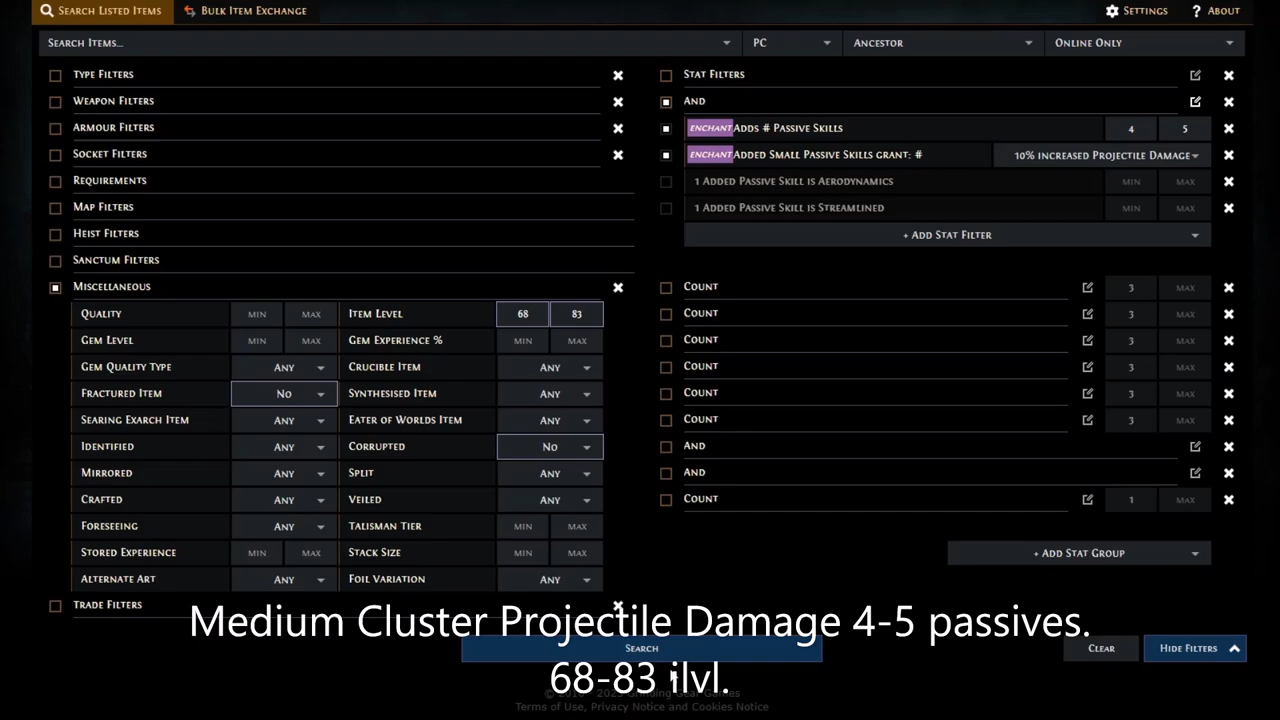 Search Listed Items
Bulk Item Exchange
Settings
? About
Search Items...
PC
Ancestor
Online Only
Type Filters
Weapon Filters
Armour Filters
Socket Filters
Requirements
Map Filters
Heist Filters
Sanctum Filters
Miscellaneous
Quality MIN MAX Item Level 68 83
Gem Level MIN MAX Gem Experience % MIN MAX
Gem Quality Type Any Crucible Item Any
Fractured Item No Synthesised Item Any
Searing Exarch Item Any Eater of Worlds Item Any
Identified Any Corrupted No
Mirrored Any Split Any
Crafted Any Veiled Any
Foreseeing Any Talisman Tier MIN MAX
Stored Experience MIN MAX Stack Size MIN MAX
Alternate Art Any Foil Variation Any
Trade Filters
Stat Filters
And
ENCHANT Adds # Passive Skills 4 5
ENCHANT Added Small Passive Skills grant: # 10% increased Projectile Damage
1 Added Passive Skill is Aerodynamics MIN MAX
1 Added Passive Skill is Streamlined MIN MAX
+ Add Stat Filter
Count 3 MAX
Count 3 MAX
Count 3 MAX
Count 3 MAX
Count 3 MAX
Count 3 MAX
And
And
Count 1 MAX
+ Add Stat Group
Medium Cluster Projectile Damage 4-5 passives.
68-83 ilvl.
Search
Clear
Hide Filters
Grinding Gear Games
Terms of Use, Privacy Notice and Cookies Notice